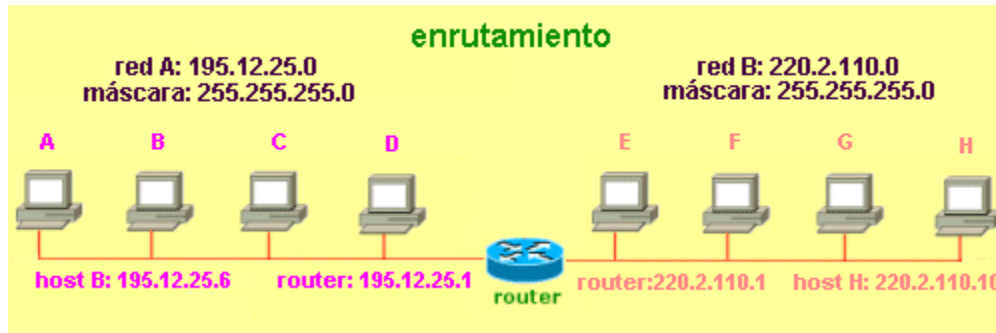 enrutamiento
red A: 195.12.25.0
máscara: 255.255.255.0
red B: 220.2.110.0
máscara: 255.255.255.0
A B C D E F G H
host B: 195.12.25.6
router: 195.12.25.1
router
router:220.2.110.1
host H: 220.2.110.10